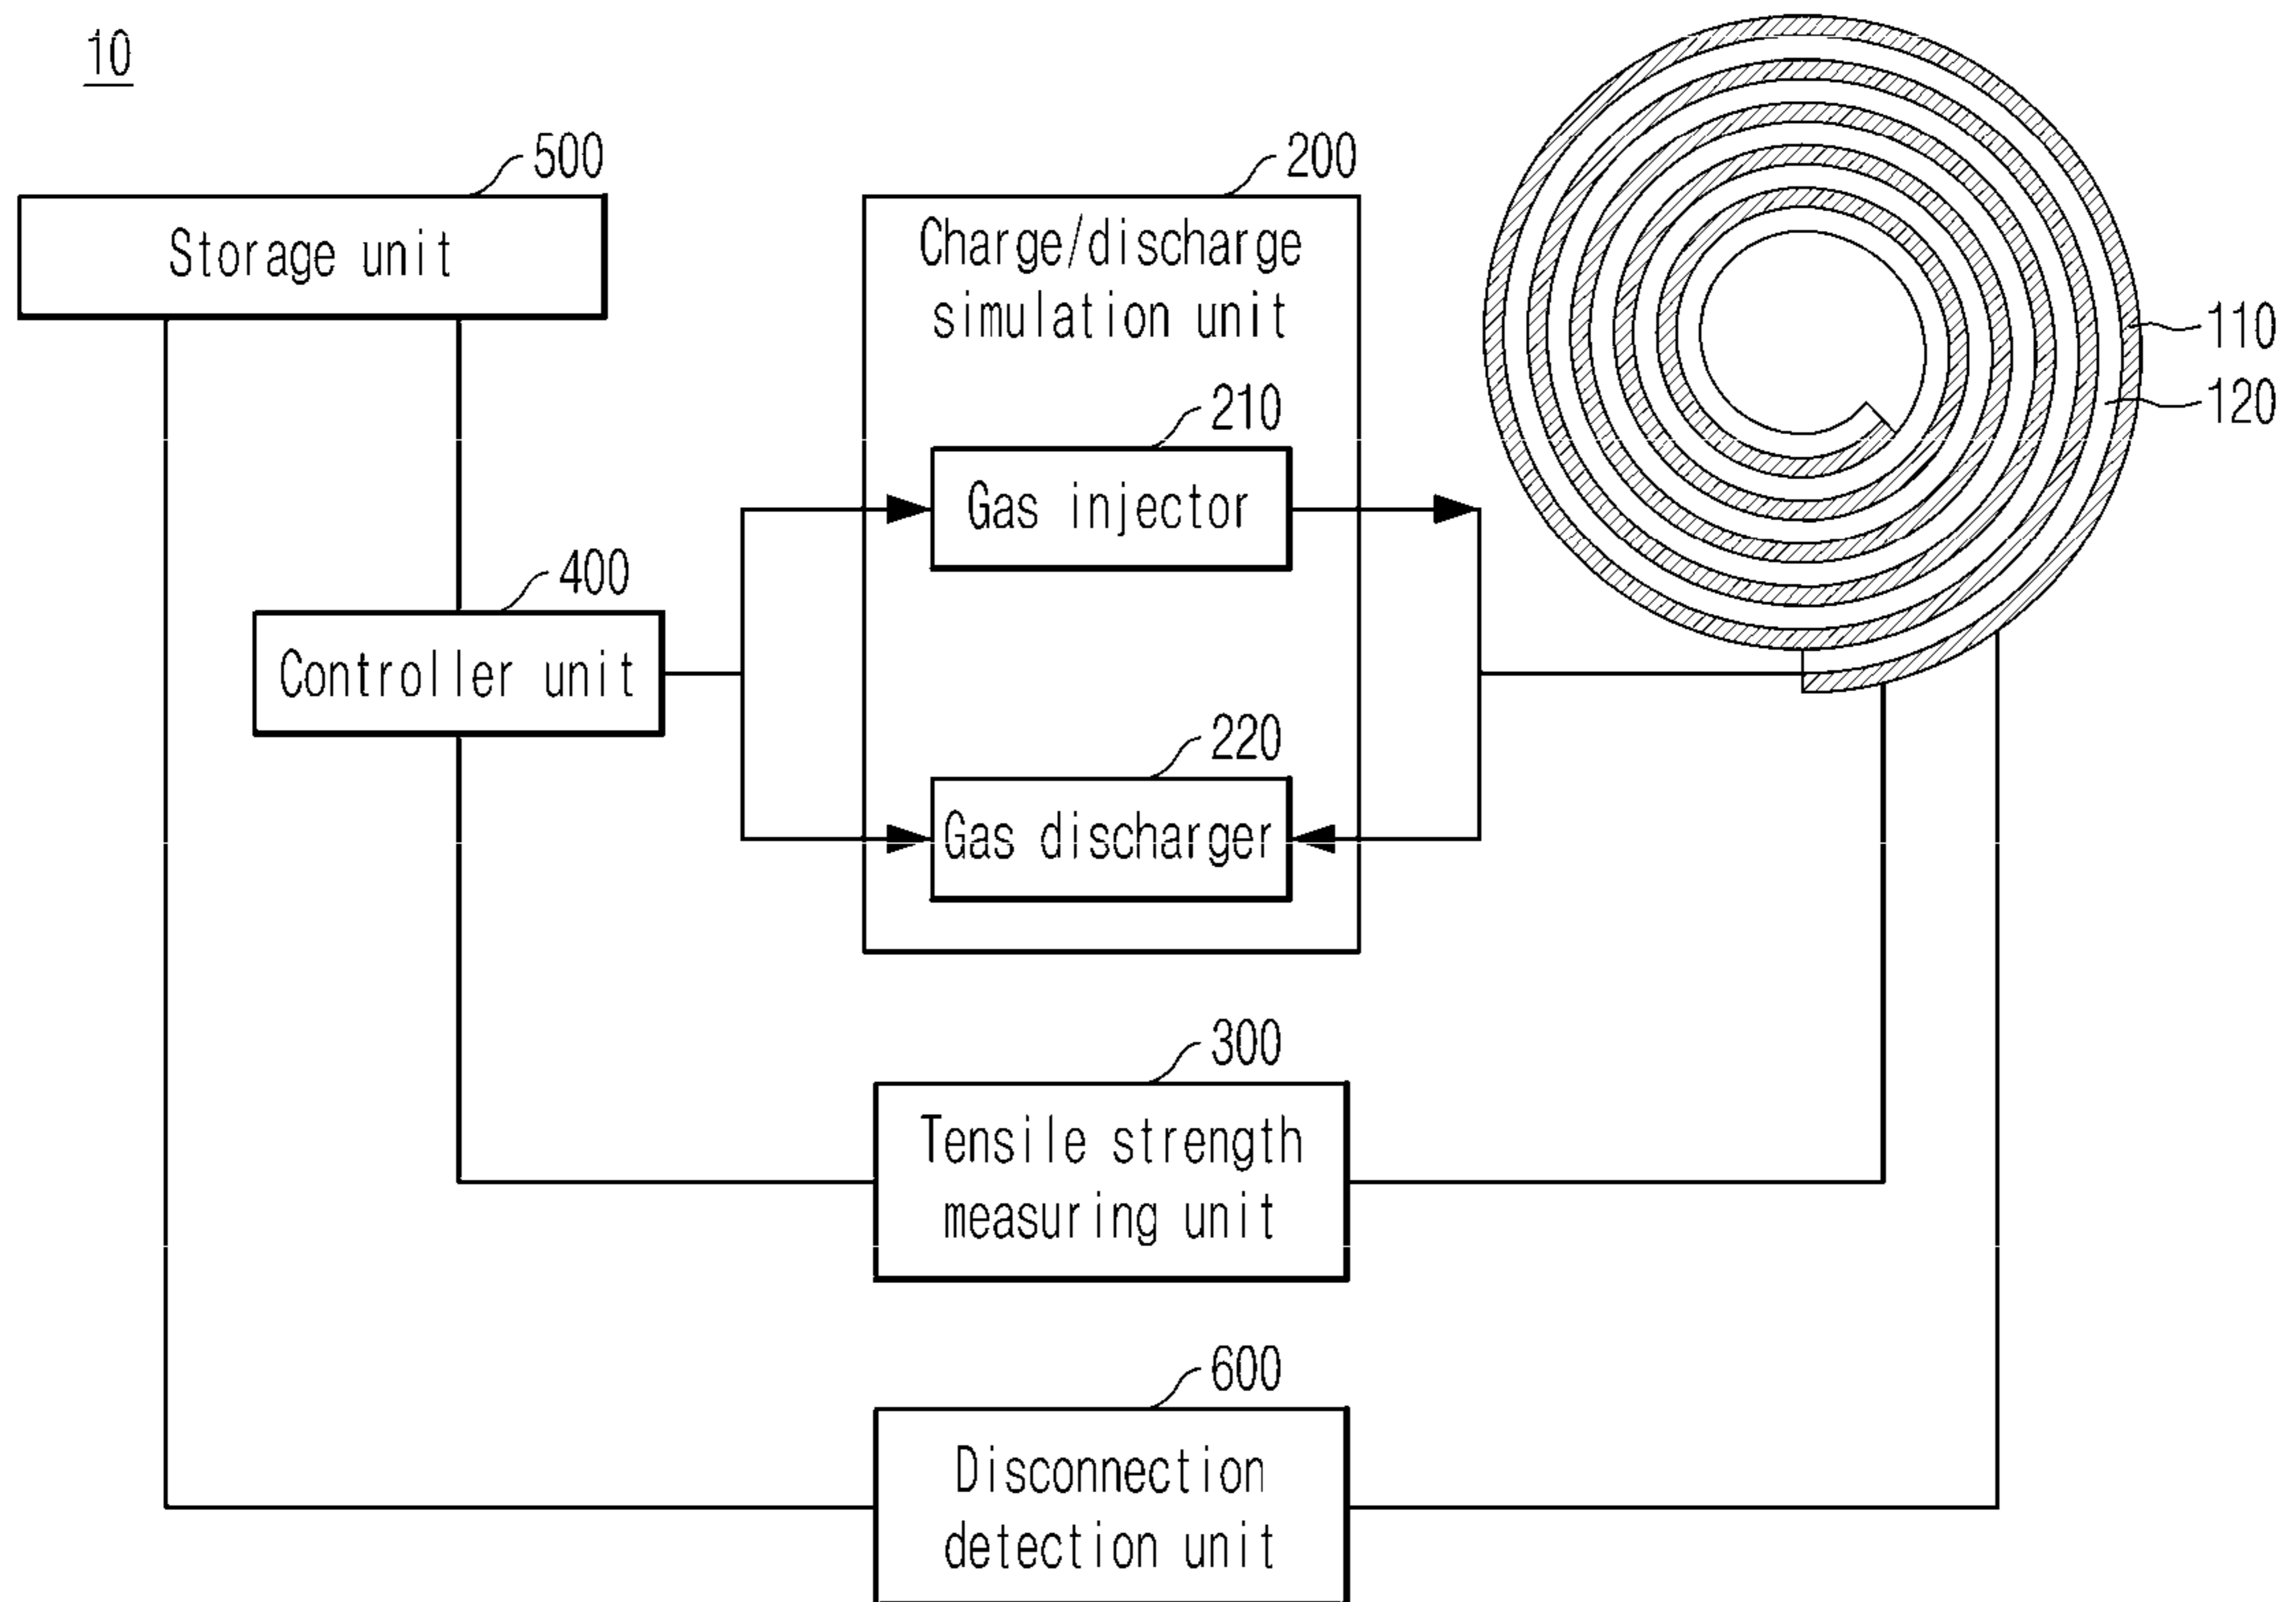 10
500
Storage unit
200
Charge/discharge
simulation unit
110
120
210
Gas injector
400
Controller unit
220
Gas discharger
300
Tensile strength
measuring unit
600
Disconnection
detection unit